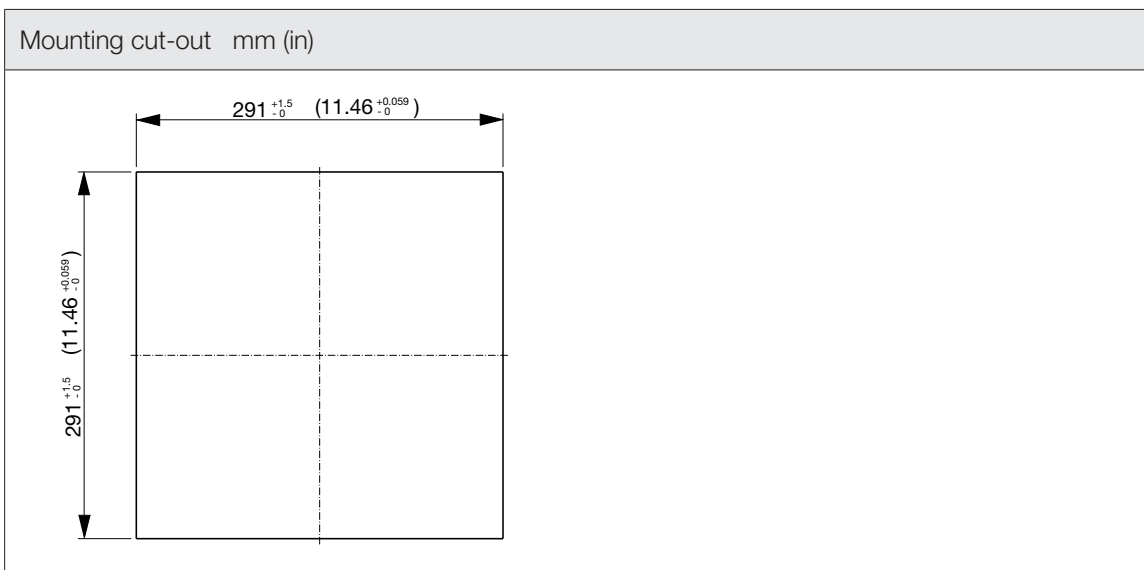 Mounting cut-out mm (in)
291 +1.5 - 0 (11.46 +0.059 - 0 )
291 +1.5 - 0 (11.46 +0.059 - 0 )